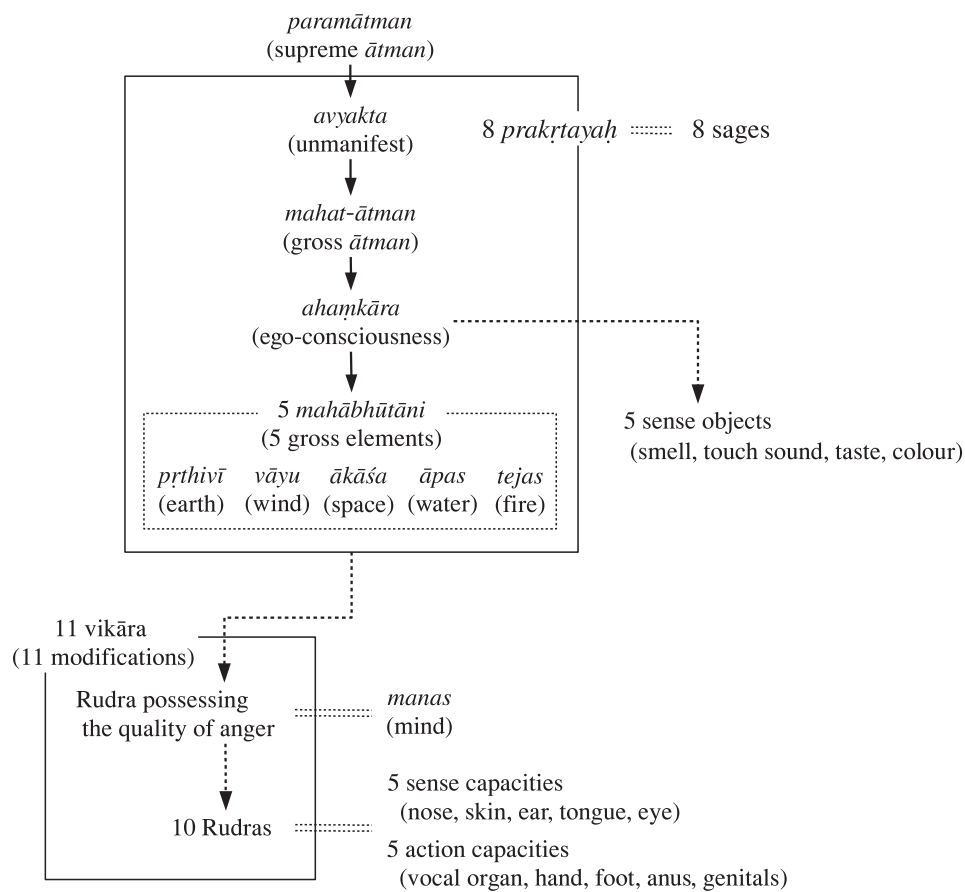 paramātman
(supreme ātman)
avyakta
(unmanifest)
8 prakṛtayaḥ
8 sages
mahat-ātman
(gross ātman)
ahaṃkāra
(ego-consciousness)
5 mahābhūtāni
(5 gross elements)
5 sense objects
(smell, touch sound, taste, colour)
pṛthivī vāyu ākāśa āpas tejas
(earth) (wind) (space) (water) (fire)
11 vikāra
(11 modifications)
Rudra possessing
the quality of anger
manas
(mind)
10 Rudras
5 sense capacities
(nose, skin, ear, tongue, eye)
5 action capacities
(vocal organ, hand, foot, anus, genitals)